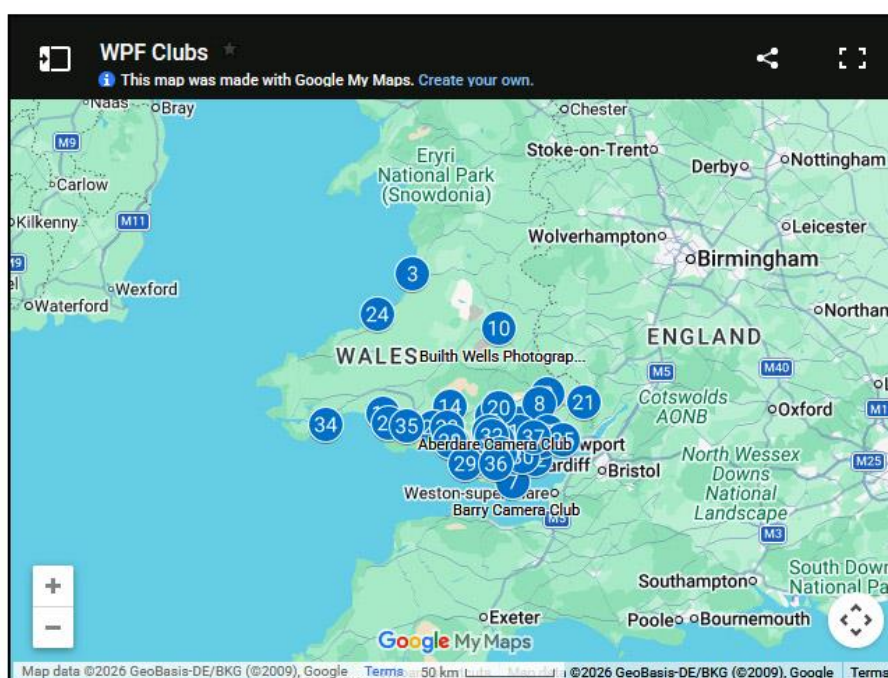 WPF Clubs
This map was made with Google My Maps. Create your own.
Naas
Bray
Chester
M9
Stoke-on-Trent
Eryri
National Park
(Snowdonia)
Derby
Nottingham
Carlow
Kilkenny
M11
Leicester
Wolverhampton
Birmingham
Wexford
Waterford
3
24
10
Northan
WALES
Builth Wells Photograp...
ENGLAND
M5
M40
Cotswolds
AONB
Oxford
14
20
8
21
34
35
37
Aberdare Camera Club
wport
29
36
ardiff
Bristol
M25
North Wessex
Downs
National
Landscape
7
Weston-super-mare
Barry Camera Club
M5
M3
South Down
National Pa
Southampton
Exeter
Poole
Bournemouth
Google My Maps
Map data ©2026 GeoBasis-DE/BKG (©2009), Google
Terms
50 km
©2026 GeoBasis-DE/BKG (©2009), Google
Terms